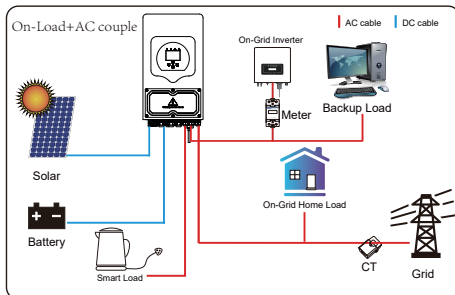 On-Load+AC couple
AC cable
DC cable
On-Grid Inverter
Backup Load
Meter
Solar
On-Grid Home Load
Battery
Smart Load
CT
Grid